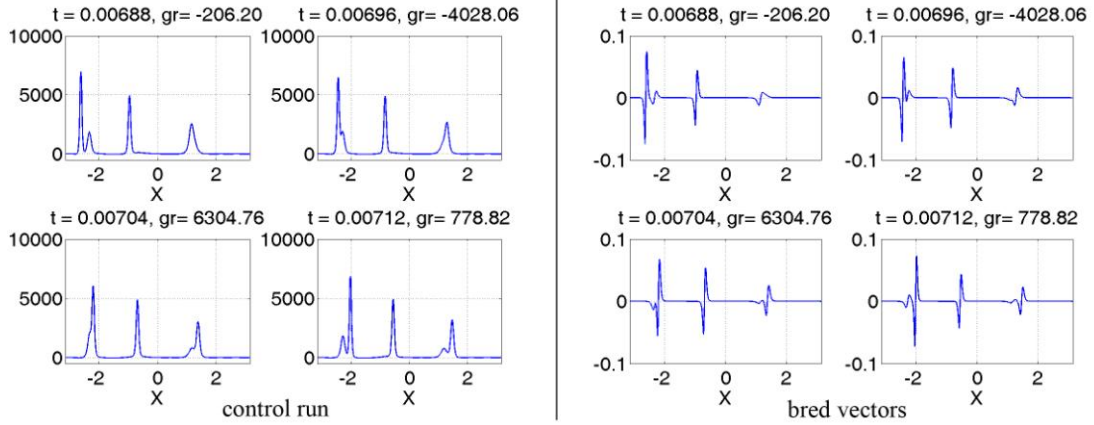 t = 0.00688, gr= -206.20
t = 0.00696, gr= -4028.06
10000
5000
0
-2 0 2
X
10000
5000
0
-2 0 2
X
t = 0.00704, gr= 6304.76
t = 0.00712, gr= 778.82
10000
5000
0
-2 0 2
X
10000
5000
0
-2 0 2
X
control run
t = 0.00688, gr= -206.20
t = 0.00696, gr= -4028.06
0.1
0
-0.1
-2 0 2
X
0.1
0
-0.1
-2 0 2
X
t = 0.00704, gr= 6304.76
t = 0.00712, gr= 778.82
0.1
0
-0.1
-2 0 2
X
0.1
0
-0.1
-2 0 2
X
bred vectors